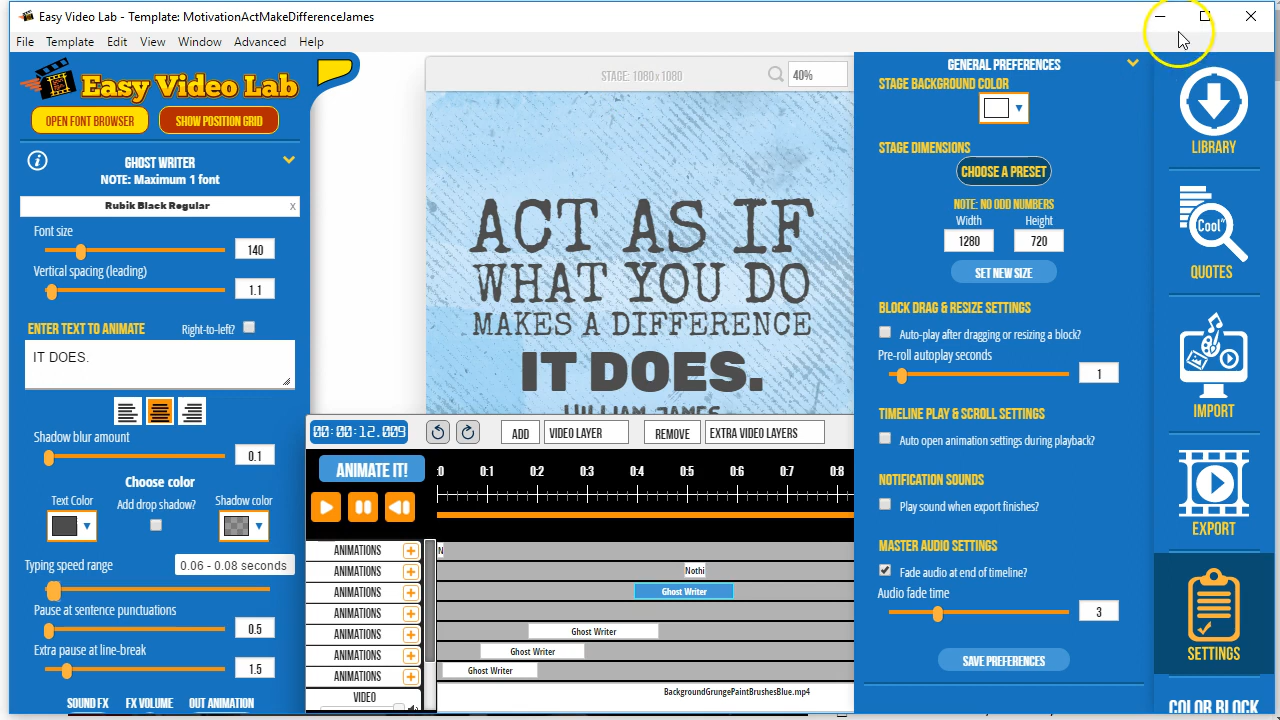 Easy Video Lab - Template: MotivationActMakeDifferenceJames
File Template Edit View Window Advanced Help
Easy Video Lab
OPEN FONT BROWSER SHOW POSITION GRID
GHOST WRITER
NOTE: Maximum 1 font
Rubik Black Regular x
Font size
140
Vertical spacing (leading)
1.1
ENTER TEXT TO ANIMATE Right-to-left?
IT DOES.
Shadow blur amount
0.1
Choose color
Text Color Add drop shadow? Shadow color
Typing speed range 0.06 - 0.08 seconds
Pause at sentence punctuations
0.5
Extra pause at line-break
1.5
SOUND FX FX VOLUME OUT ANIMATION
STAGE: 1080x1080 40%
ACT AS IF
WHAT YOU DO
MAKES A DIFFERENCE
IT DOES.
WILLIAM JAMES
00:00:12.009 ADD VIDEO LAYER REMOVE EXTRA VIDEO LAYERS
ANIMATE IT! :0 0:1 0:2 0:3 0:4 0:5 0:6 0:7 0:8
ANIMATIONS + N
ANIMATIONS + Nothi
ANIMATIONS + Ghost Writer
ANIMATIONS +
ANIMATIONS + Ghost Writer
ANIMATIONS + Ghost Writer
ANIMATIONS + Ghost Writer
VIDEO BackgroundGrungePaintBrushesBlue.mp4
GENERAL PREFERENCES
STAGE BACKGROUND COLOR
STAGE DIMENSIONS
CHOOSE A PRESET
NOTE: NO ODD NUMBERS
Width Height
1280 720
SET NEW SIZE
BLOCK DRAG & RESIZE SETTINGS
Auto-play after dragging or resizing a block?
Pre-roll autoplay seconds
1
TIMELINE PLAY & SCROLL SETTINGS
Auto open animation settings during playback?
NOTIFICATION SOUNDS
Play sound when export finishes?
MASTER AUDIO SETTINGS
Fade audio at end of timeline?
Audio fade time
3
SAVE PREFERENCES
LIBRARY
Cool"
QUOTES
IMPORT
EXPORT
SETTINGS
COLOR BLOCK